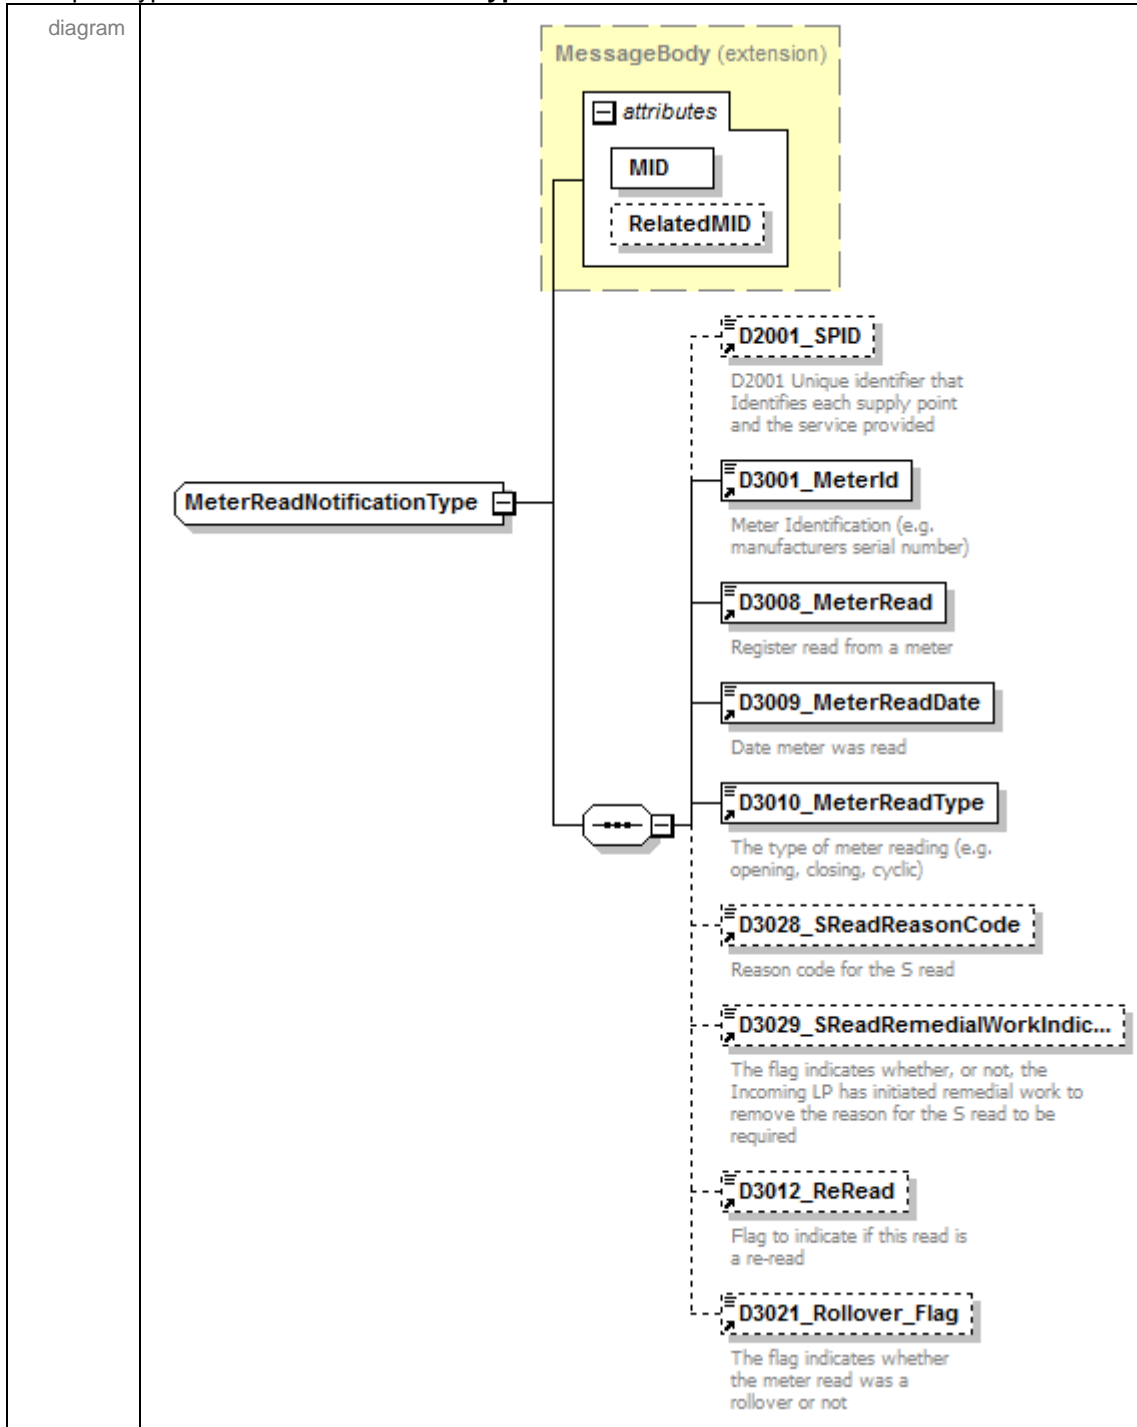 diagram
MessageBody (extension)
attributes
MID
RelatedMID
D2001_SPID
D2001 Unique identifier that
Identifies each supply point
and the service provided
MeterReadNotificationType
D3001_MeterId
Meter Identification (e.g.
manufacturers serial number)
D3008_MeterRead
Register read from a meter
D3009_MeterReadDate
Date meter was read
D3010_MeterReadType
The type of meter reading (e.g.
opening, closing, cyclic)
D3028_SReadReasonCode
Reason code for the S read
D3029_SReadRemedialWorkIndic...
The flag indicates whether, or not, the
Incoming LP has initiated remedial work to
remove the reason for the S read to be
required
D3012_ReRead
Flag to indicate if this read is
a re-read
D3021_Rollover_Flag
The flag indicates whether
the meter read was a
rollover or not